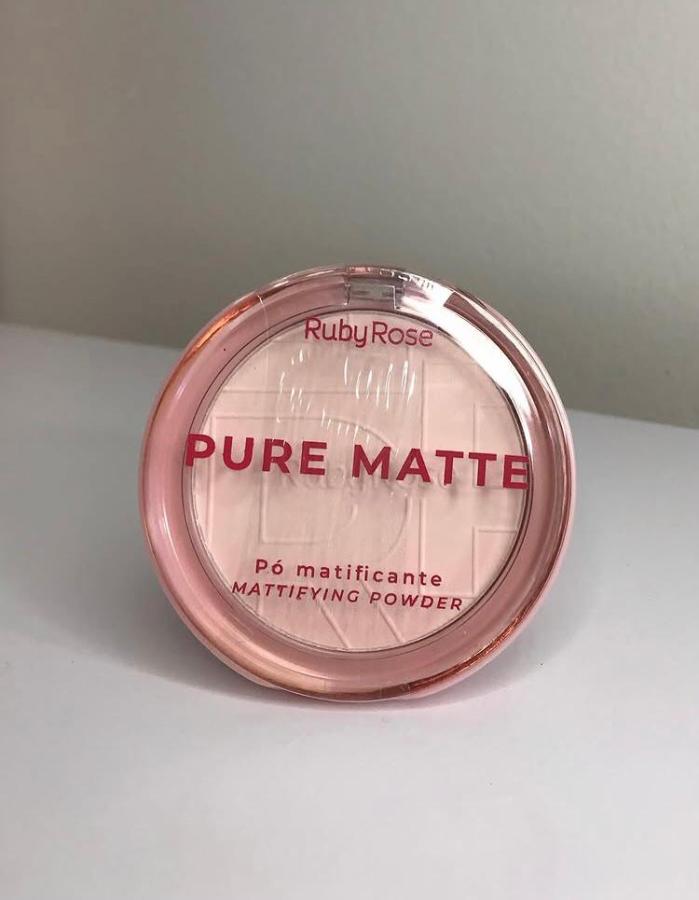 RubyRose
PURE MATTE
Pó matificante
MATTIFYING POWDER